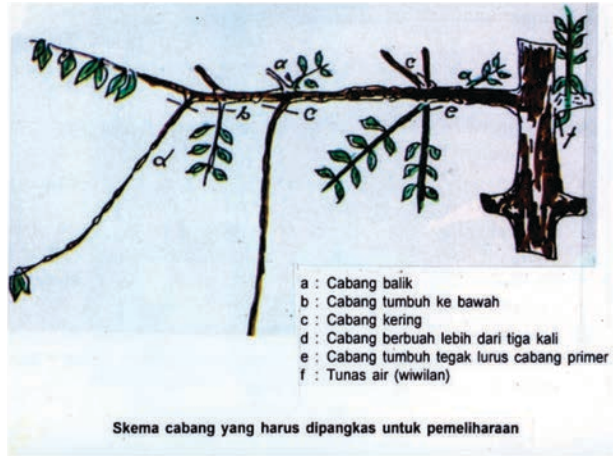 a
c
a
b
c
e
f
d
a : Cabang balik
b : Cabang tumbuh ke bawah
c : Cabang kering
d : Cabang berbuah lebih dari tiga kali
e : Cabang tumbuh tegak lurus cabang primer
f : Tunas air (wiwilan)
Skema cabang yang harus dipangkas untuk pemeliharaan